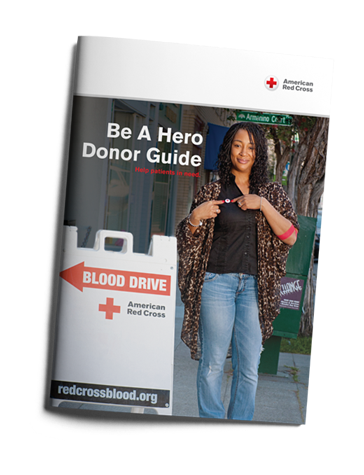 American
Red Cross
Armenino Court
Be A Hero
Donor Guide
Help patients in need.
BLOOD DRIVE
American
Red Cross
redcrossblood.org